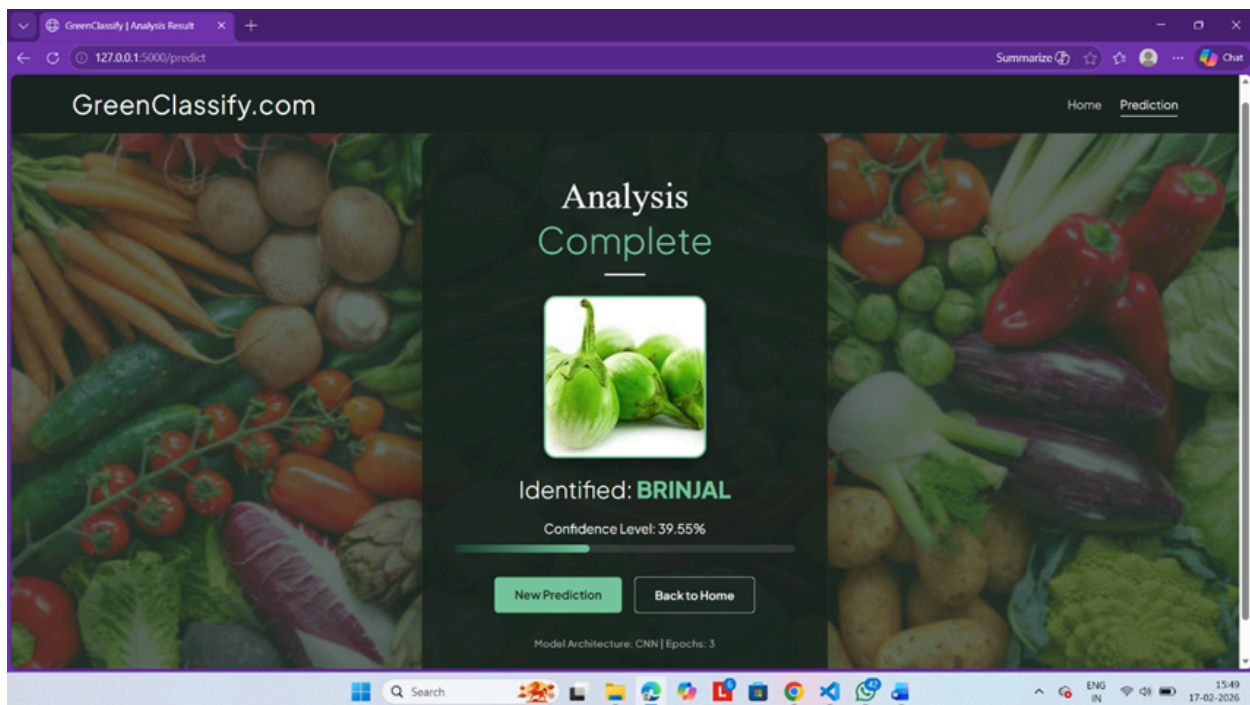 GreenClassify | Analysis Result
127.0.0.1:5000/predict
Summarize
Chat
GreenClassify.com
Home
Prediction
Analysis
Complete
Identified: BRINJAL
Confidence Level: 39.55%
New Prediction
Back to Home
Model Architecture: CNN | Epochs: 3
Search
6
42
ENG
IN
15:49
17-02-2026